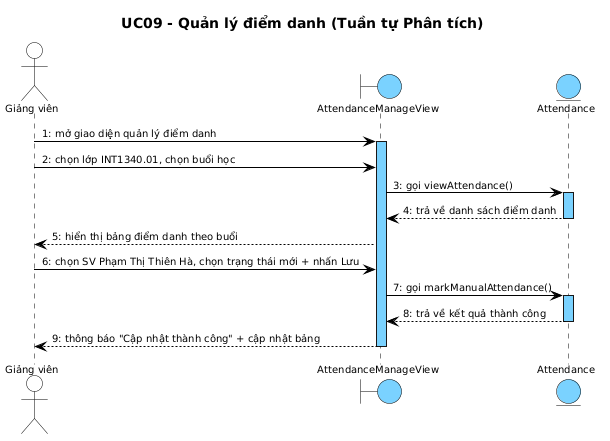 UC09 - Quản lý điểm danh (Tuần tự Phân tích)
Giảng viên
AttendanceManageView
Attendance
1: mở giao diện quản lý điểm danh
2: chọn lớp INT1340.01, chọn buổi học
3: gọi viewAttendance()
4: trả về danh sách điểm danh
5: hiển thị bảng điểm danh theo buổi
6: chọn SV Phạm Thị Thiên Hà, chọn trạng thái mới + nhấn Lưu
7: gọi markManualAttendance()
8: trả về kết quả thành công
9: thông báo "Cập nhật thành công" + cập nhật bảng
Giảng viên
AttendanceManageView
Attendance